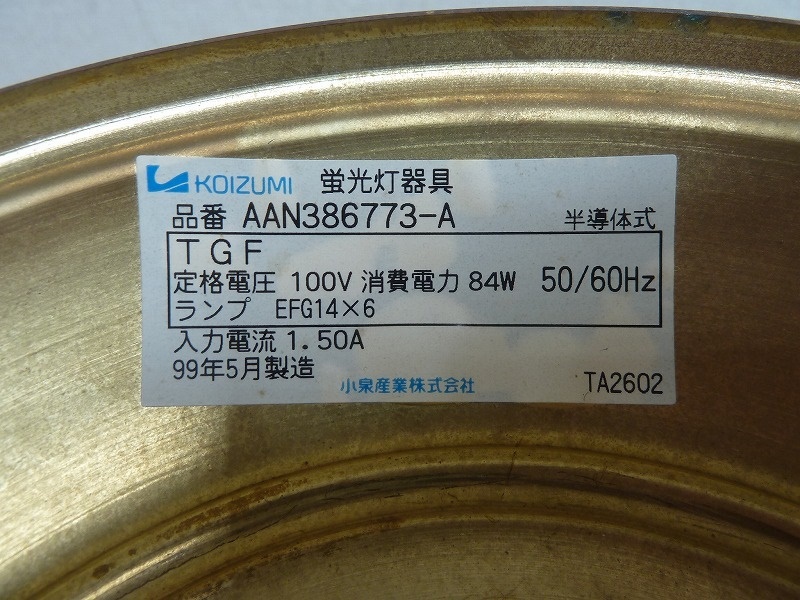 KOIZUMI 蛍光灯器具
品番 AAN386773-A 半導体式
TGF
定格電圧 100V 消費電力 84W 50/60Hz
ランプ EFG14×6
入力電流 1.50A
99年5月製造
小泉産業株式会社 TA2602